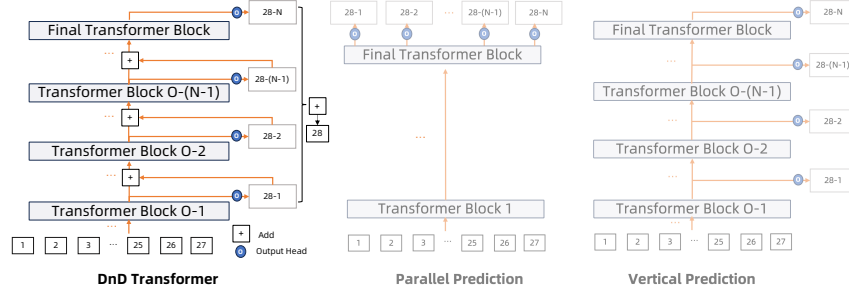 28-N
Final Transformer Block
...
+
28-(N-1)
Transformer Block O-(N-1)
...
+
+
28
28-2
Transformer Block O-2
...
+
28-1
Transformer Block O-1
...
1 2 3 ... 25 26 27
+ Add
O Output Head
DnD Transformer
28-1 28-2 ... 28-(N-1) 28-N
O O O O
Final Transformer Block
...
Transformer Block 1
...
1 2 3 ... 25 26 27
Parallel Prediction
O 28-N
Final Transformer Block
...
O 28-(N-1)
Transformer Block O-(N-1)
...
O 28-2
Transformer Block O-2
...
O 28-1
Transformer Block O-1
...
1 2 3 ... 25 26 27
Vertical Prediction